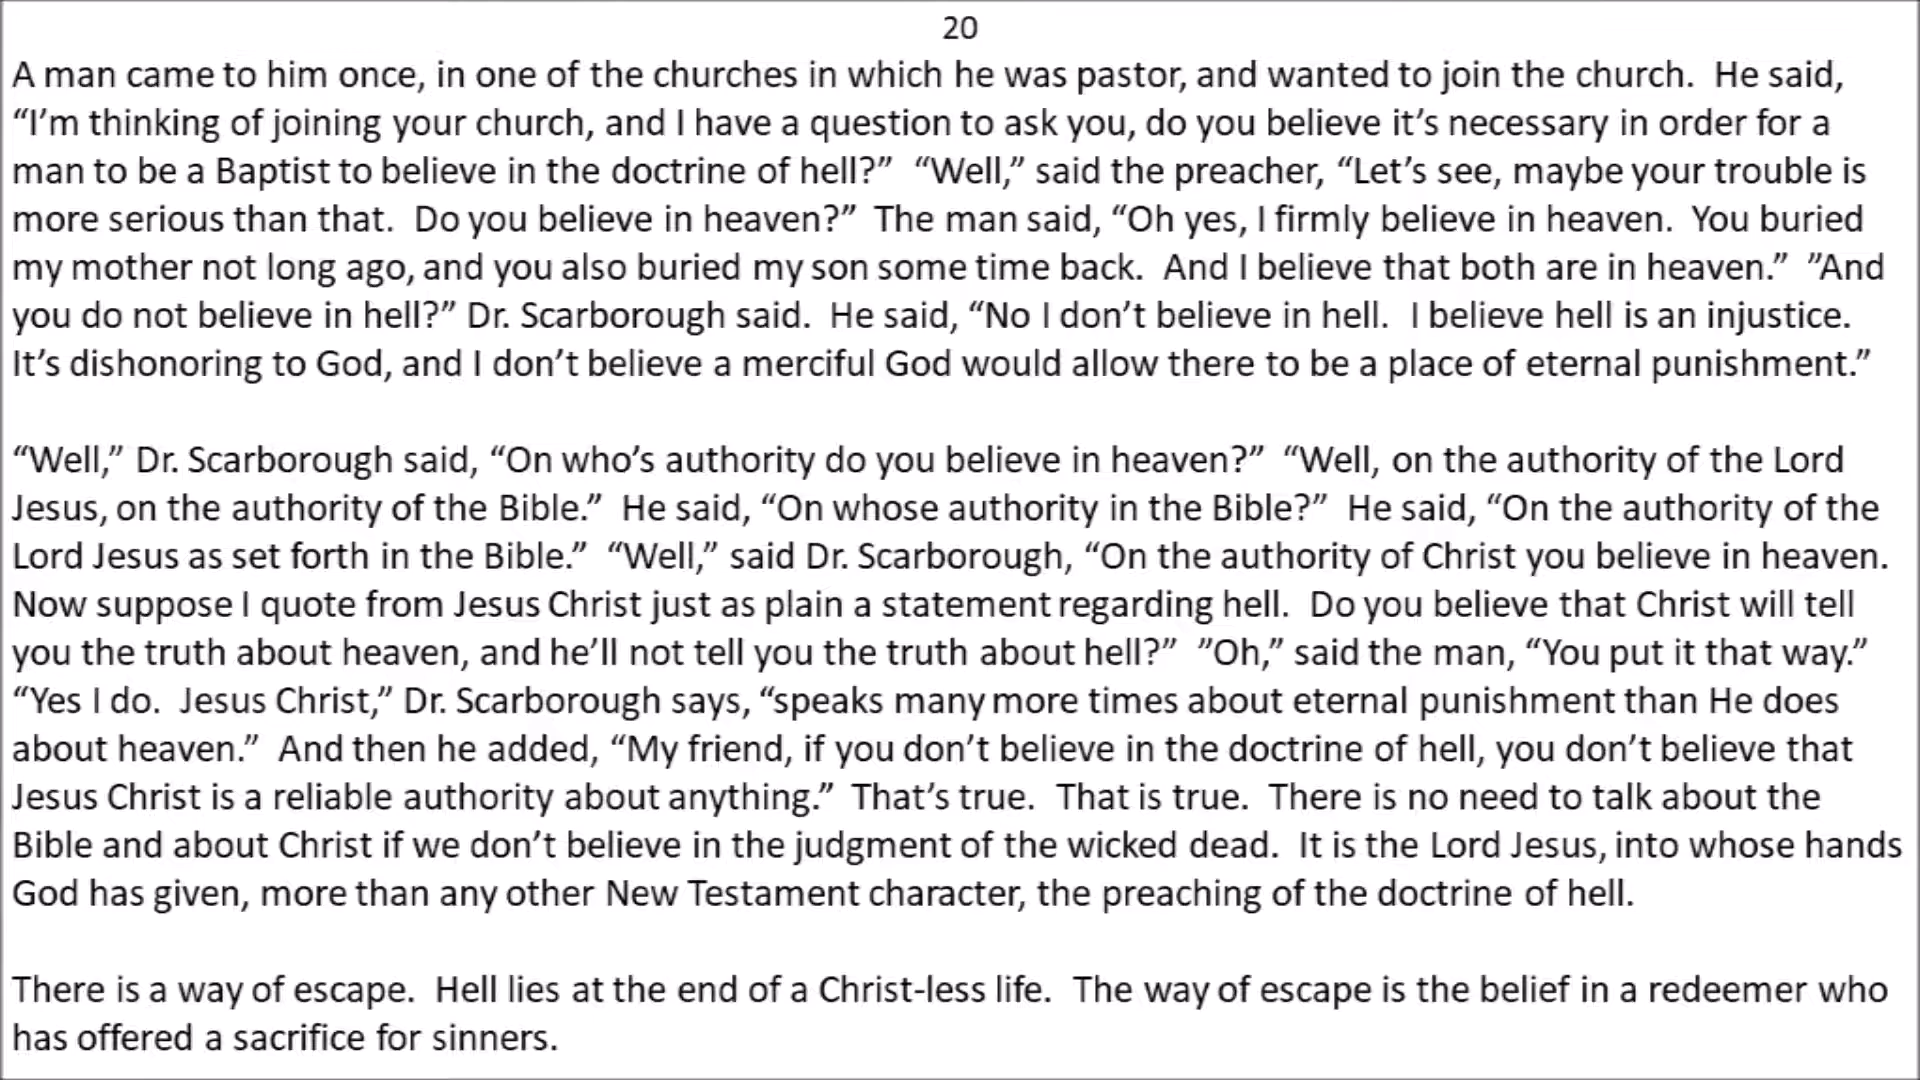 20
A man came to him once, in one of the churches in which he was pastor, and wanted to join the church.  He said,
“I’m thinking of joining your church, and I have a question to ask you, do you believe it’s necessary in order for a
man to be a Baptist to believe in the doctrine of hell?”  “Well,” said the preacher, “Let’s see, maybe your trouble is
more serious than that.  Do you believe in heaven?”  The man said, “Oh yes, I firmly believe in heaven.  You buried
my mother not long ago, and you also buried my son some time back.  And I believe that both are in heaven.”  ”And
you do not believe in hell?” Dr. Scarborough said.  He said, “No I don’t believe in hell.  I believe hell is an injustice.
It’s dishonoring to God, and I don’t believe a merciful God would allow there to be a place of eternal punishment.”
“Well,” Dr. Scarborough said, “On who’s authority do you believe in heaven?”  “Well, on the authority of the Lord
Jesus, on the authority of the Bible.”  He said, “On whose authority in the Bible?”  He said, “On the authority of the
Lord Jesus as set forth in the Bible.”  “Well,” said Dr. Scarborough, “On the authority of Christ you believe in heaven.
Now suppose I quote from Jesus Christ just as plain a statement regarding hell.  Do you believe that Christ will tell
you the truth about heaven, and he’ll not tell you the truth about hell?”  ”Oh,” said the man, “You put it that way.”
“Yes I do.  Jesus Christ,” Dr. Scarborough says, “speaks many more times about eternal punishment than He does
about heaven.”  And then he added, “My friend, if you don’t believe in the doctrine of hell, you don’t believe that
Jesus Christ is a reliable authority about anything.”  That’s true.  That is true.  There is no need to talk about the
Bible and about Christ if we don’t believe in the judgment of the wicked dead.  It is the Lord Jesus, into whose hands
God has given, more than any other New Testament character, the preaching of the doctrine of hell.
There is a way of escape.  Hell lies at the end of a Christ-less life.  The way of escape is the belief in a redeemer who
has offered a sacrifice for sinners.